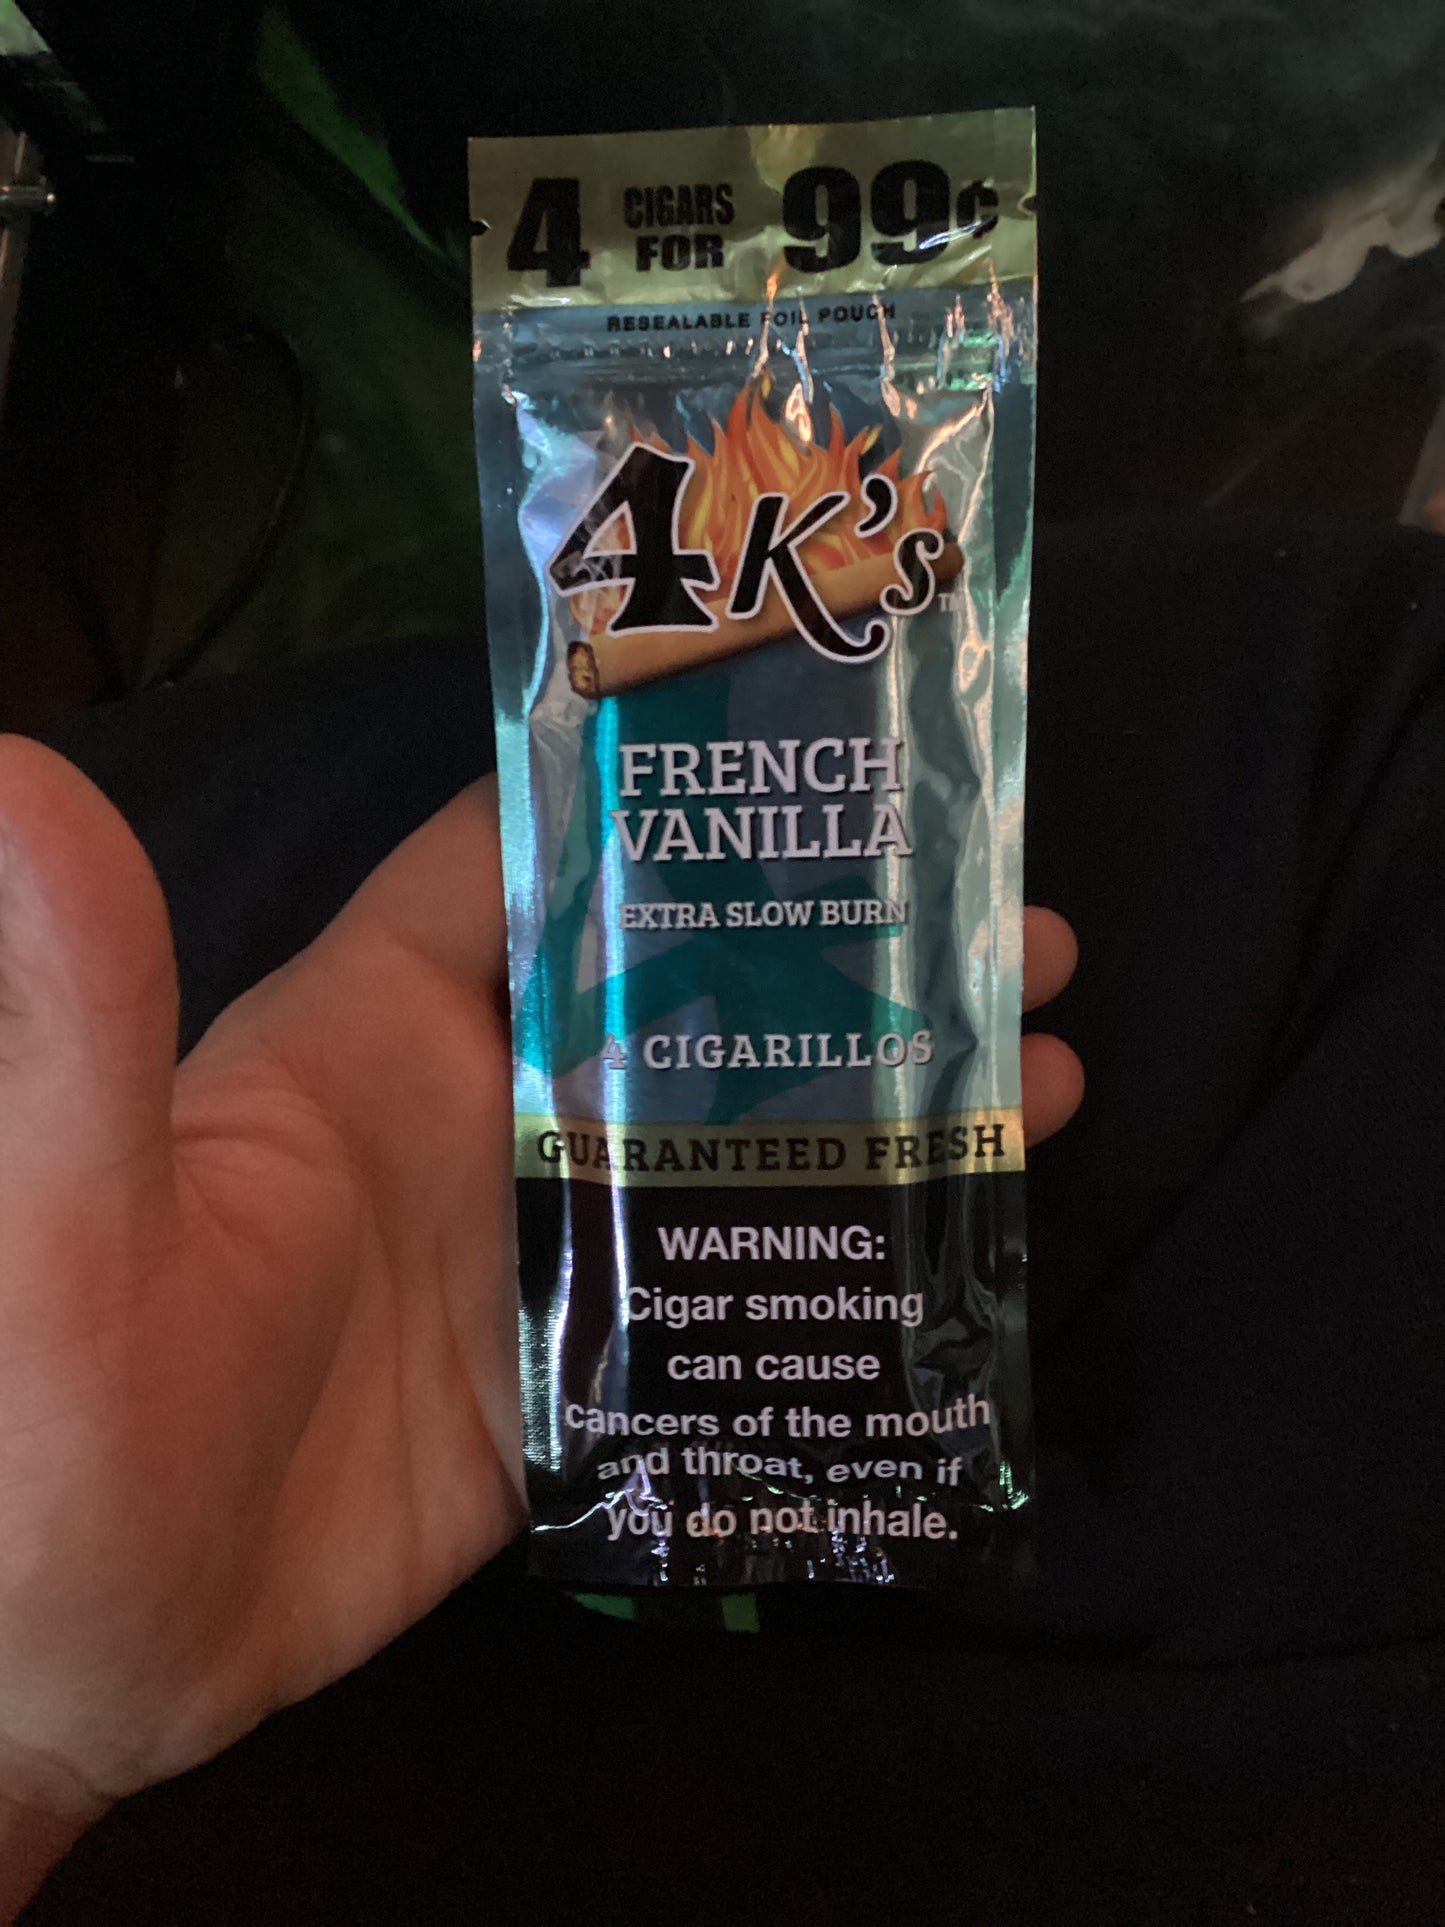 4 CIGARS FOR 99¢
RESEALABLE FOIL POUCH
4K's™
FRENCH
VANILLA
EXTRA SLOW BURN
4 CIGARILLOS
GUARANTEED FRESH
WARNING:
Cigar smoking
can cause
cancers of the mouth
and throat, even if
you do not inhale.